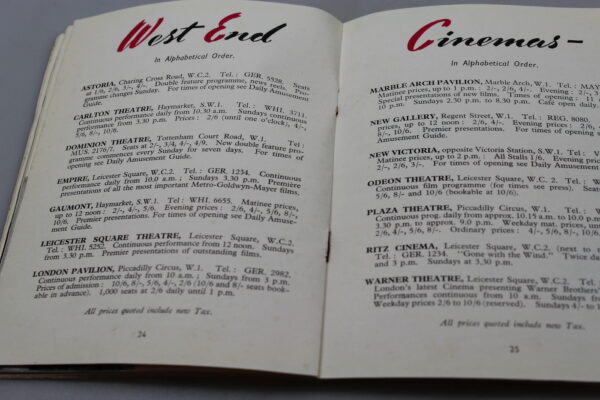 West End
In Alphabetical Order.
ASTORIA, Charing Cross Road, W.C.2. Tel.: GER. 5528. Seats
at 1/6, 2/6, 3/-, 4/-. Double feature programme, news reels. Pro-
gramme changes Sunday. For times of opening see Daily Amusement
Guide.
CARLTON THEATRE, Haymarket, S.W.1. Tel.: WHI. 3711.
Continuous performance daily from 10.30 a.m. Sundays continuous
performance from 3.30 p.m. Prices: 2/6 (until one o'clock), 4/-,
5/6, 8/-, 10/6.
DOMINION THEATRE, Tottenham Court Road, W.1. Tel:
MUS. 2176/7. Seats at 2/-, 3/4, 4/-, 4/9. New double feature pro-
gramme commences every Sunday for seven days. For times of
opening see Daily Amusement Guide.
EMPIRE, Leicester Square, W.C.2. Tel.: GER. 1234. Continuous
performance daily from 10.0 a.m.: Sundays 3.30 p.m. Premiere
presentations of all the most important Metro-Goldwyn-Mayer films.
GAUMONT, Haymarket, S.W.1. Tel: WHI. 6655. Matinee prices,
up to 12 noon: 2/-, 4/-, 5/6. Evening prices: 2/6, 4/-, 5/6, 8/-,
10/6. Premier presentations. For times of opening see Daily Amuse-
ment Guide.
LEICESTER SQUARE THEATRE, Leicester Square, W.C.2.
Tel.: WHI. 5252. Continuous performance from 12 noon. Sundays
from 3.30 p.m. Premier presentations of outstanding films.
LONDON PAVILION, Piccadilly Circus, W.1. Tel.: GER. 2982.
Continuous performance daily from 10 a.m.; Sundays from 3 p.m.
Prices of admission: 10/6, 8/-, 5/6, 4/-, 2/6 (10/6 and 8/- seats book-
able in advance). 1,000 seats at 2/6 daily until 1 p.m.
All prices quoted include new Tax.
24
Cinemas –
In Alphabetical Order.
MARBLE ARCH PAVILION, Marble Arch, W.1. Tel.: MAY
Matinee prices, up to 1 p.m.: 2/-, 2/6, 4/-. Evening: 2/-, 3
Special presentations of new films. Times of opening: 11
10 p.m. Sundays 2.30 p.m. to 8.30 p.m. Cafe open daily
NEW GALLERY, Regent Street, W.1. Tel.: REG. 8080.
prices, up to 12 noon: 2/6, 4/-. Evening prices: 2/6,
8/-, 10/6. Premier presentations. For times of opening
Amusement Guide.
NEW VICTORIA, opposite Victoria Station, S.W.1. Tel.: V
Matinee prices, up to 2 p.m.: All Stalls 1/6. Evening prices
2/-, 2/6, 3/-. For times of opening see Daily Amusement
ODEON THEATRE, Leicester Square, W.C.2. Tel.:
Continuous film programme (for times see press). Seats
5/6, 8/- and 10/6 (bookable at 10/6).
PLAZA THEATRE, Piccadilly Circus, W.1. Tel.: W
Continuous prog. daily from approx. 10.15 a.m. to 10.0 p.m.
3.30 p.m. to approx. 9.0 p.m. Weekday mat. prices, unt
2/6, 4/-, 5/6, 8/-. Ordinary prices: 4/-, 5/6, 8/-, 10/6.
RITZ CINEMA, Leicester Square, W.C.2. (next to
Tel.: GER. 1234. "Gone with the Wind." Twice da
and 3 p.m. Sundays at 3.30 p.m.
WARNER THEATRE, Leicester Square, W.C.2. Tel.
London's latest Cinema presenting Warner Brothers'
Performances continuous from 10 a.m. Sundays fro
Weekday prices 2/6 to 10/6 (reserved). Sundays 4/- to 1
All prices quoted include new Tax.
25